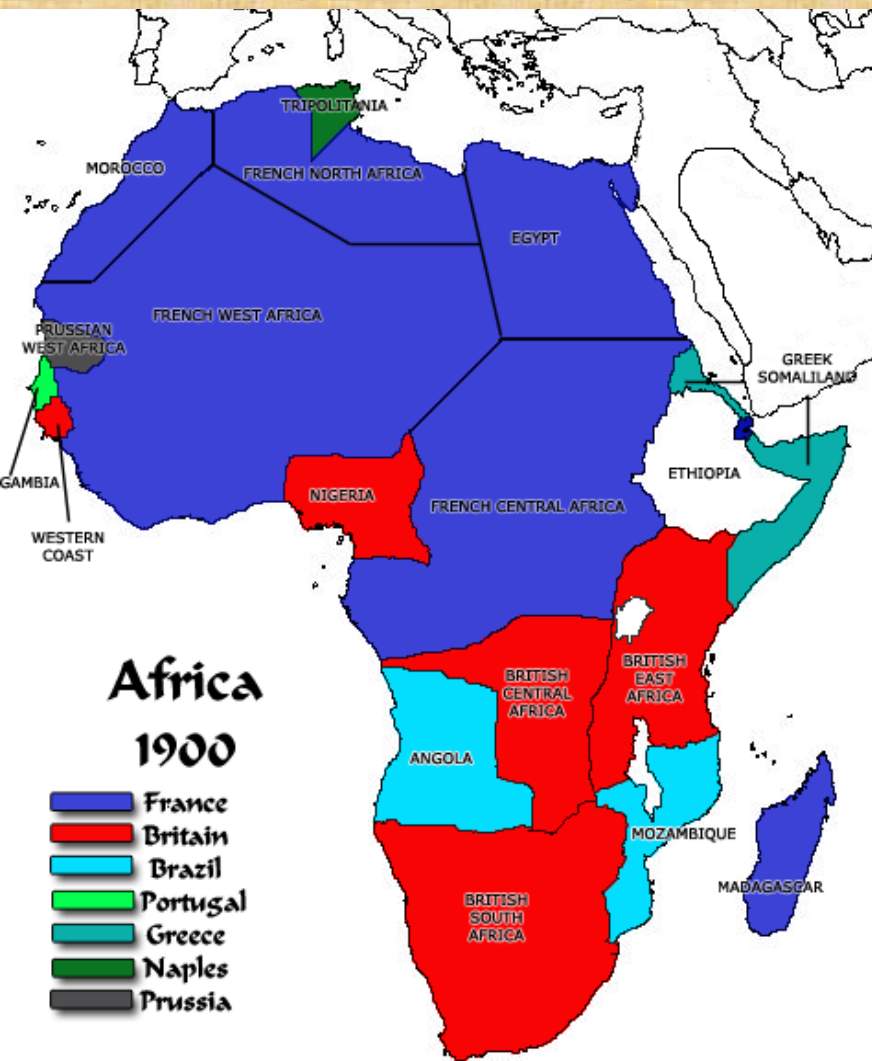 TRIPOLITANIA
MOROCCO
FRENCH NORTH AFRICA
EGYPT
FRENCH WEST AFRICA
PRUSSIAN
WEST AFRICA
GREEK
SOMALILAND
GAMBIA
WESTERN
COAST
NIGERIA
FRENCH CENTRAL AFRICA
ETHIOPIA
BRITISH
EAST
AFRICA
BRITISH
CENTRAL
AFRICA
ANGOLA
MOZAMBIQUE
MADAGASCAR
BRITISH
SOUTH
AFRICA
Africa
1900
France
Britain
Brazil
Portugal
Greece
Naples
Prussia